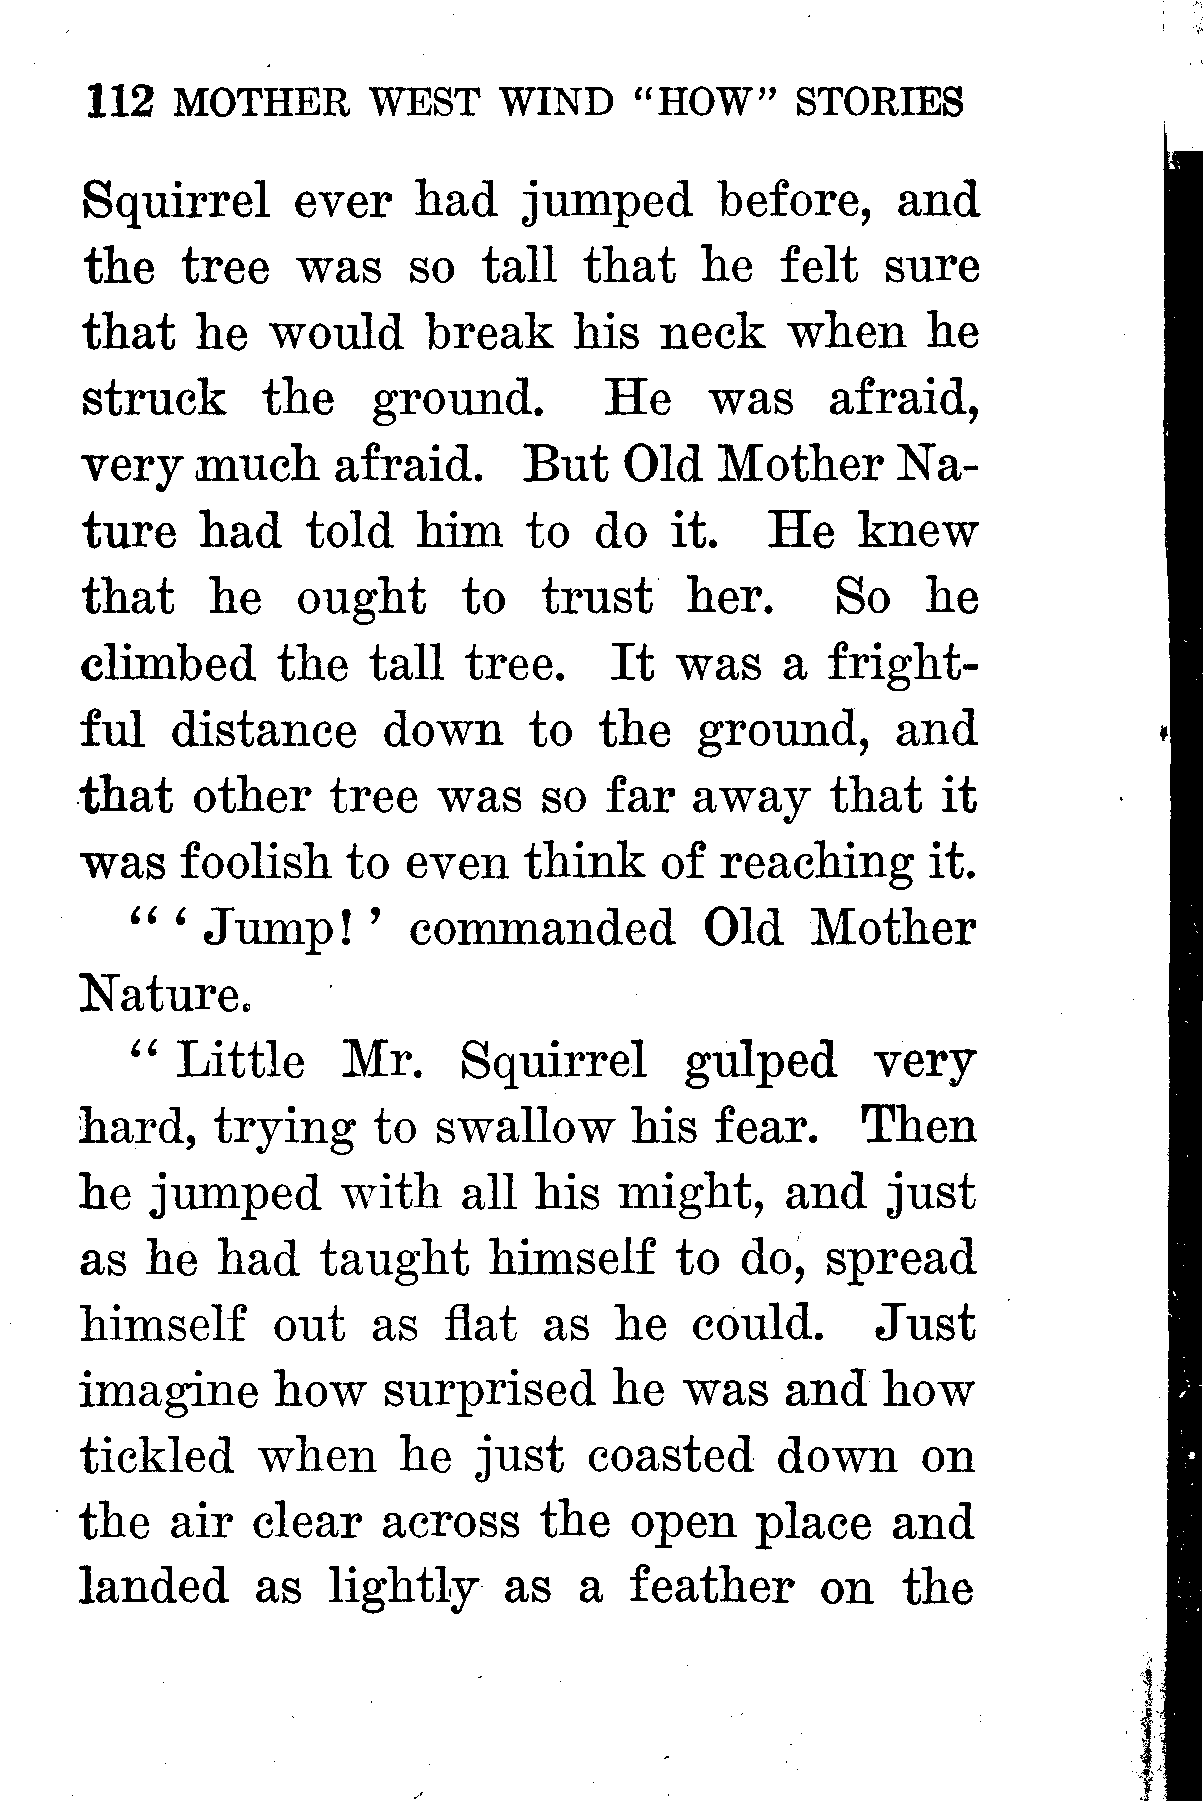 112 MOTHER WEST WIND "HOW" STORIES
Squirrel ever had jumped before, and
the tree was so tall that he felt sure
that he would break his neck when he
struck the ground. He was afraid,
very much afraid. But Old Mother Na-
ture had told him to do it. He knew
that he ought to trust her. So he
climbed the tall tree. It was a fright-
ful distance down to the ground, and
that other tree was so far away that it
was foolish to even think of reaching it.
" ' Jump! ' commanded Old Mother
Nature.
" Little Mr. Squirrel gulped very
hard, trying to swallow his fear. Then
he jumped with all his might, and just
as he had taught himself to do, spread
himself out as flat as he could. Just
imagine how surprised he was and how
tickled when he just coasted down on
the air clear across the open place and
landed as lightly as a feather on the